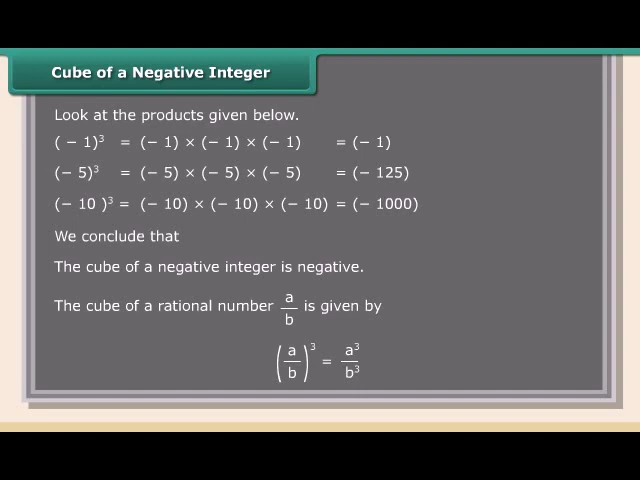 Cube of a Negative Integer
Look at the products given below.
(− 1)³ = (− 1) × (− 1) × (− 1) = (− 1)
(− 5)³ = (− 5) × (− 5) × (− 5) = (− 125)
(− 10 )³ = (− 10) × (− 10) × (− 10) = (− 1000)
We conclude that
The cube of a negative integer is negative.
The cube of a rational number a/b is given by
(a/b)³ = a³/b³